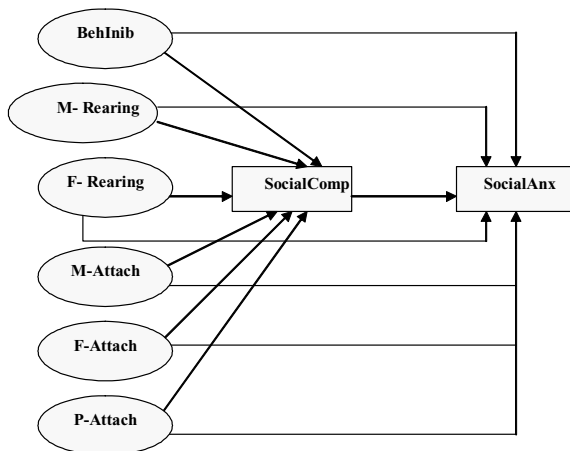 BehInib
M- Rearing
F- Rearing
SocialComp
SocialAnx
M-Attach
F-Attach
P-Attach